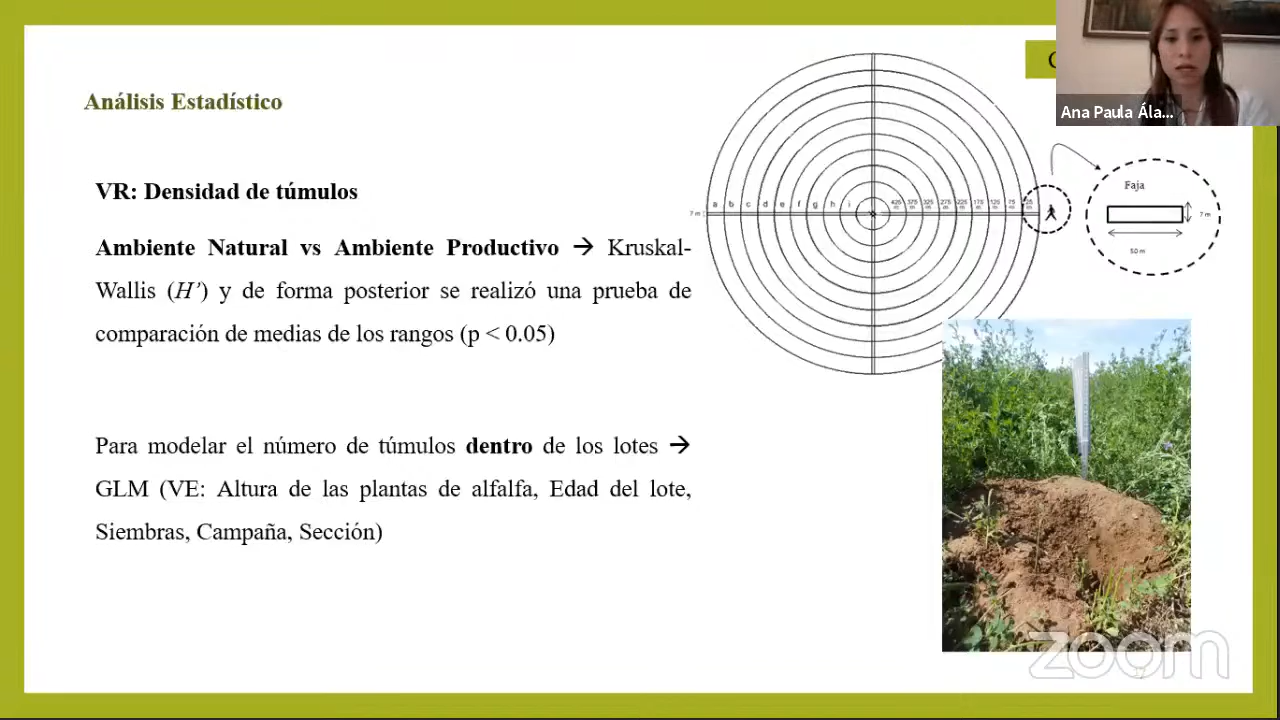 Análisis Estadístico
C
Ana Paula Ála...
VR: Densidad de túmulos
Ambiente Natural vs Ambiente Productivo → Kruskal-
Wallis (H’) y de forma posterior se realizó una prueba de
comparación de medias de los rangos (p < 0.05)
Para modelar el número de túmulos dentro de los lotes →
GLM (VE: Altura de las plantas de alfalfa, Edad del lote,
Siembras, Campaña, Sección)
7 m
a b c d e f g h i
Faja
7 m
50 m
zoom